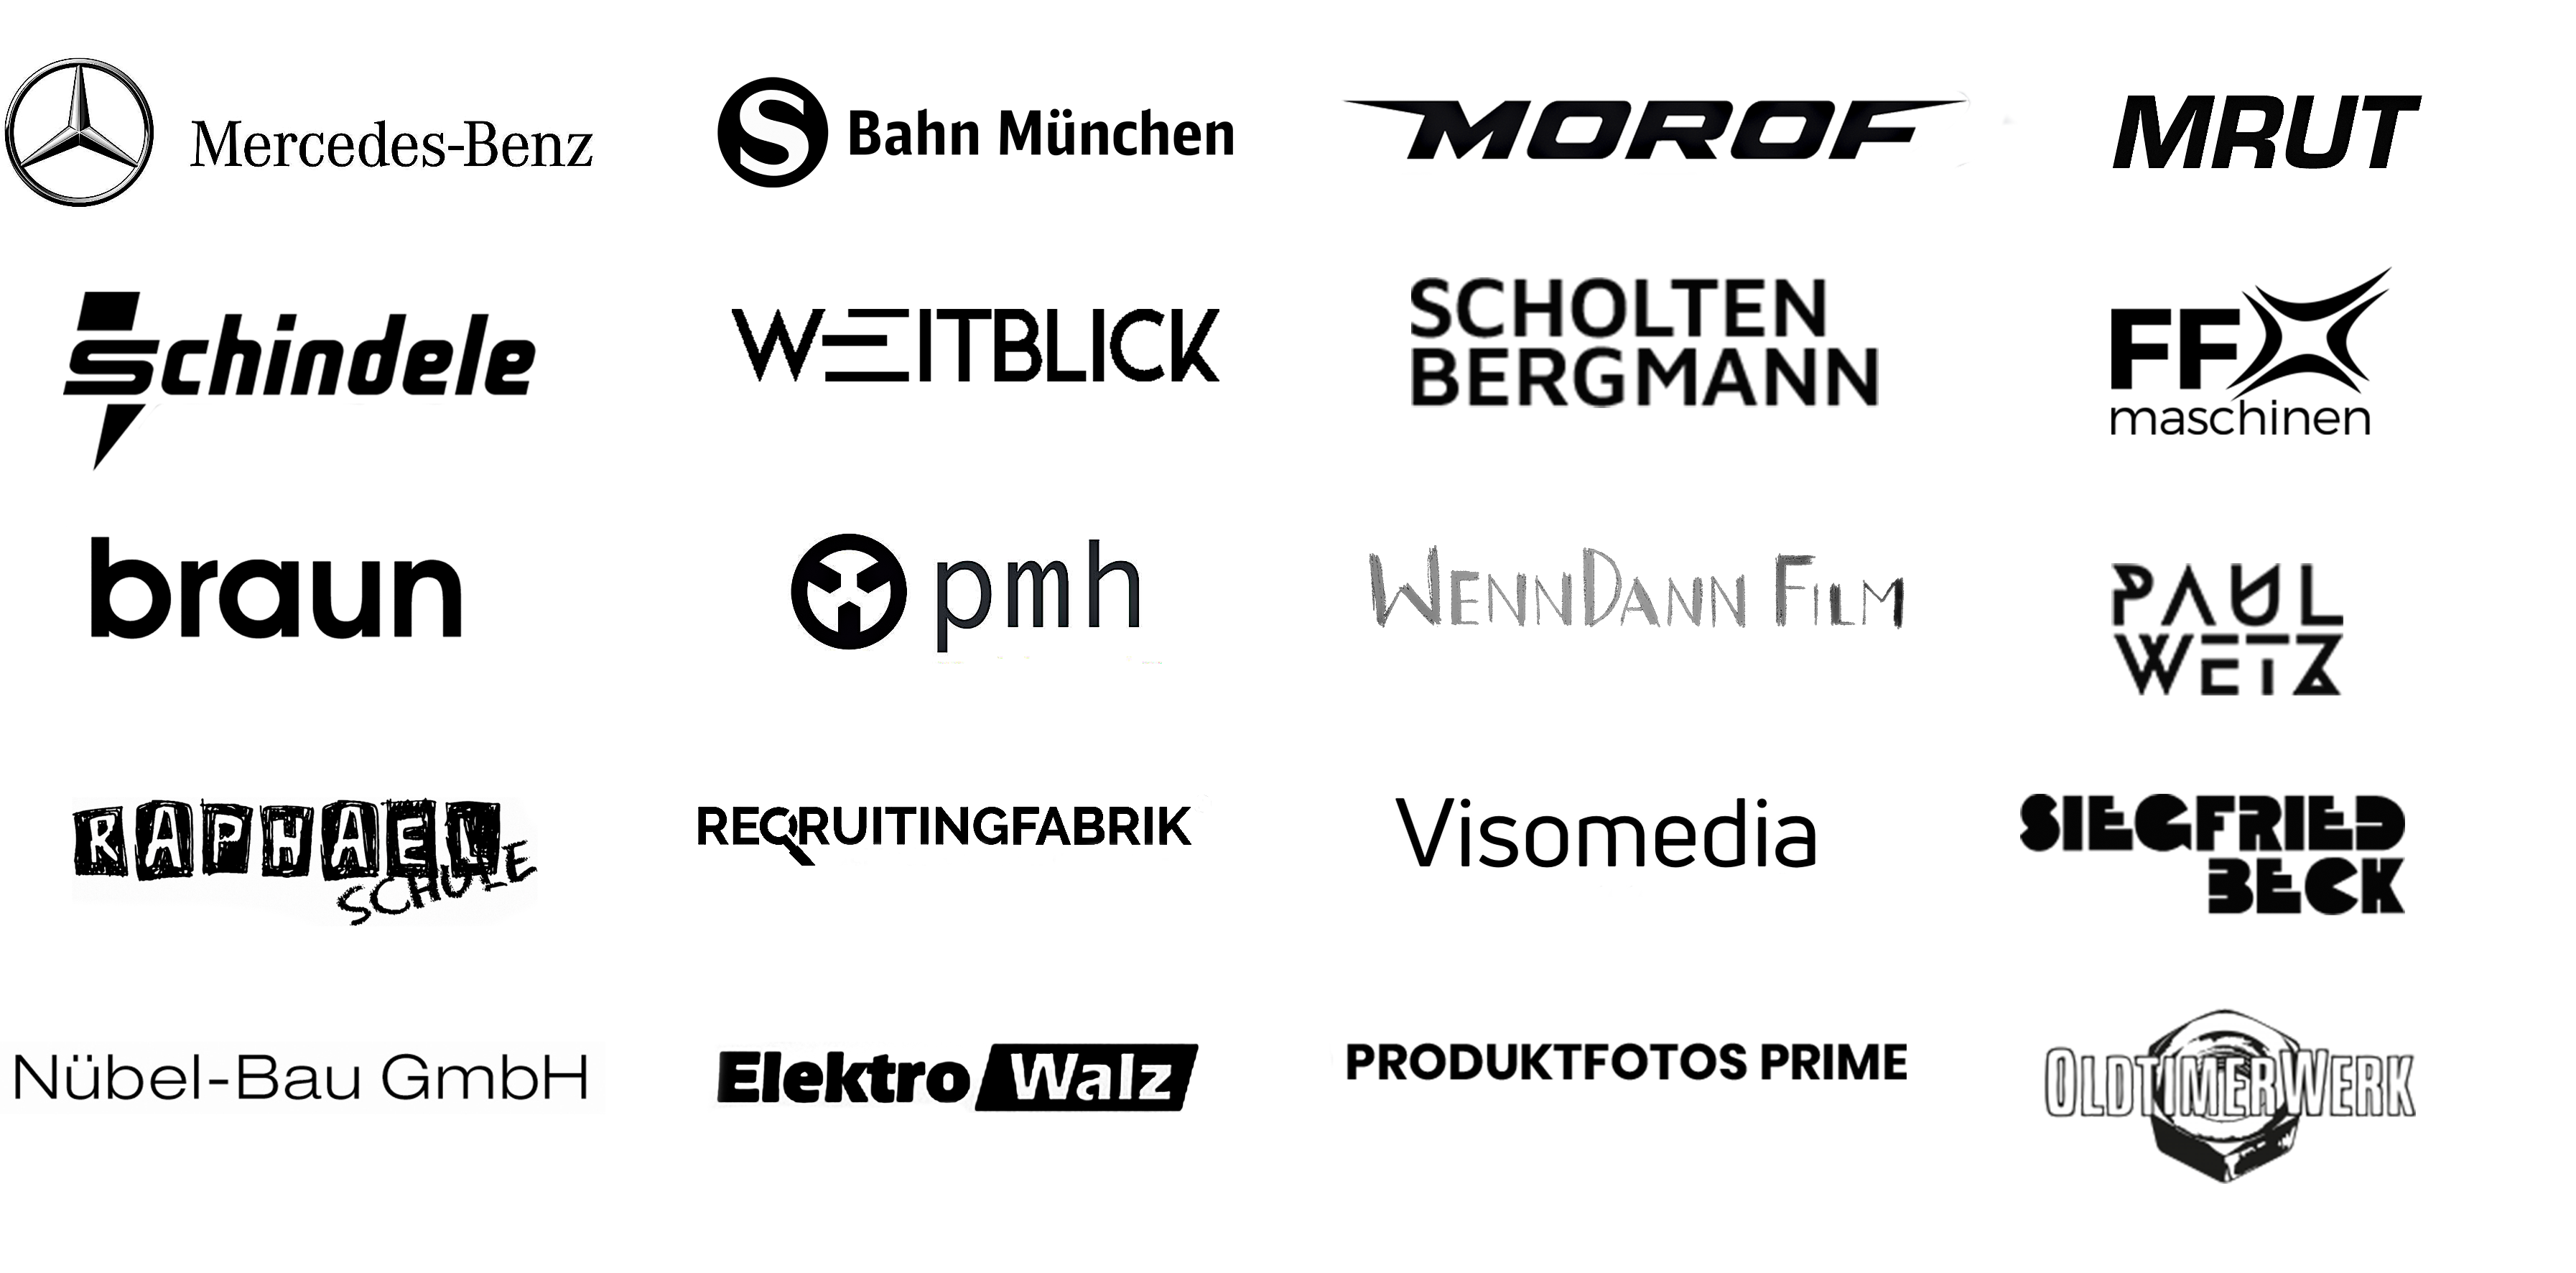 Mercedes-Benz
S Bahn München
MOROF
MRUT
Schindele
WEITBLICK
SCHOLTEN
BERGMANN
FFX
maschinen
braun
pmh
WENNDANN FILM
PAUL
WETZ
RAPHAEL
SCHULE
RECRUITINGFABRIK
Visomedia
SIEGFRIED
BECK
Nübel-Bau GmbH
Elektro Walz
PRODUKTFOTOS PRIME
OLDTIMERWERK